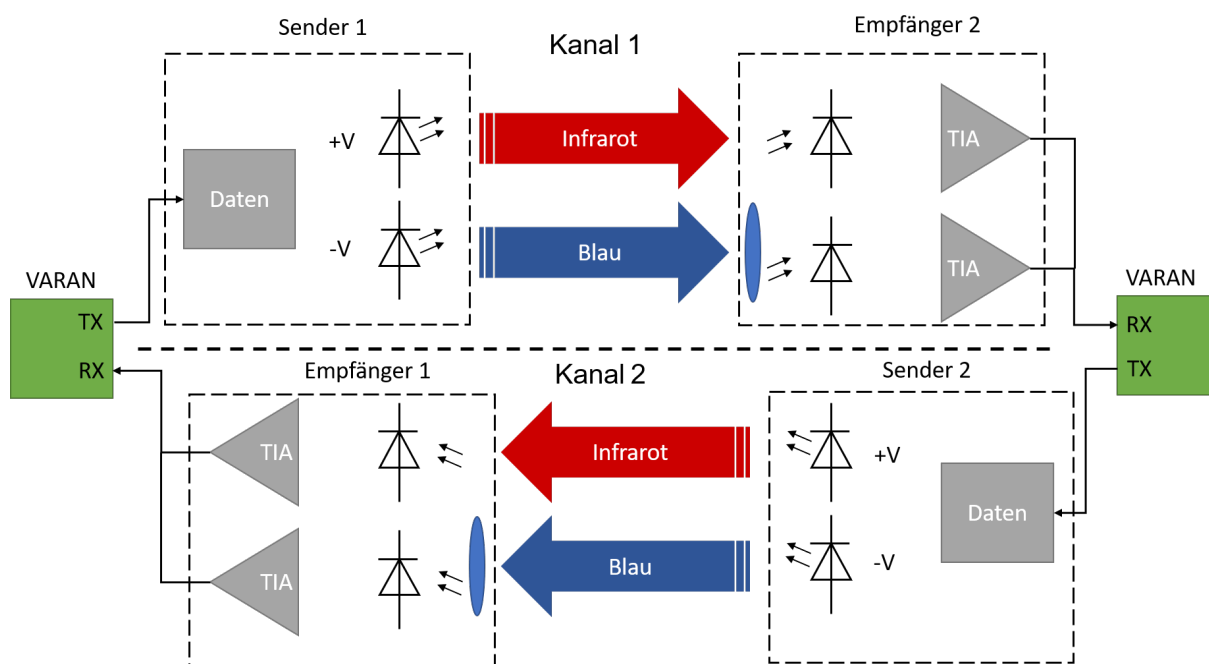 Sender 1
Kanal 1
Empfänger 2
+V
Infrarot
TIA
Daten
-V
Blau
TIA
VARAN
TX
RX
VARAN
RX
TX
Empfänger 1
Kanal 2
Sender 2
TIA
Infrarot
+V
Daten
TIA
Blau
-V